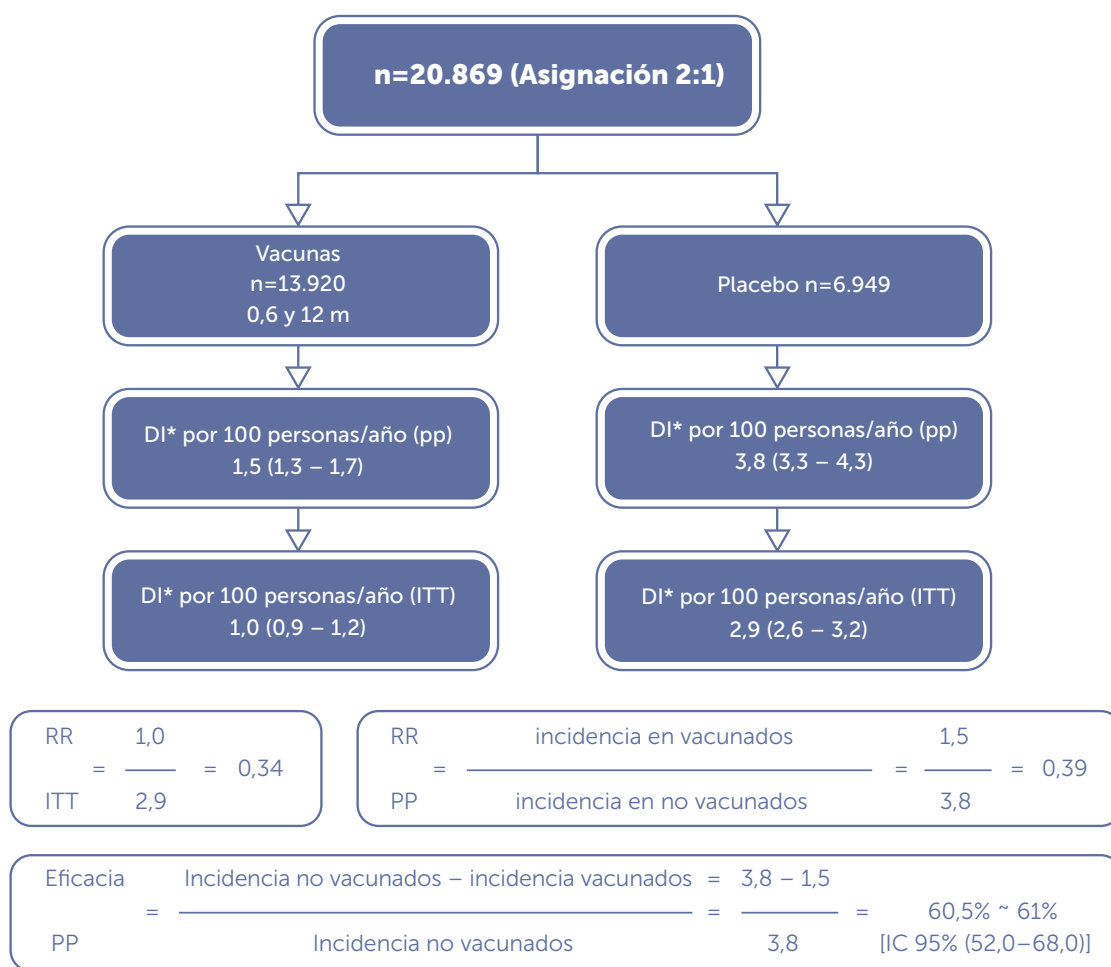 n=20.869 (Asignación 2:1)
Vacunas
n=13.920
0,6 y 12 m
Placebo n=6.949
DI* por 100 personas/año (pp)
1,5 (1,3 – 1,7)
DI* por 100 personas/año (pp)
3,8 (3,3 – 4,3)
DI* por 100 personas/año (ITT)
1,0 (0,9 – 1,2)
DI* por 100 personas/año (ITT)
2,9 (2,6 – 3,2)
RR 1,0
= = 0,34
ITT 2,9
RR incidencia en vacunados 1,5
= = = 0,39
PP incidencia en no vacunados 3,8
Eficacia Incidencia no vacunados – incidencia vacunados = 3,8 – 1,5
= = = 60,5% ~ 61%
PP Incidencia no vacunados 3,8 [IC 95% (52,0–68,0)]